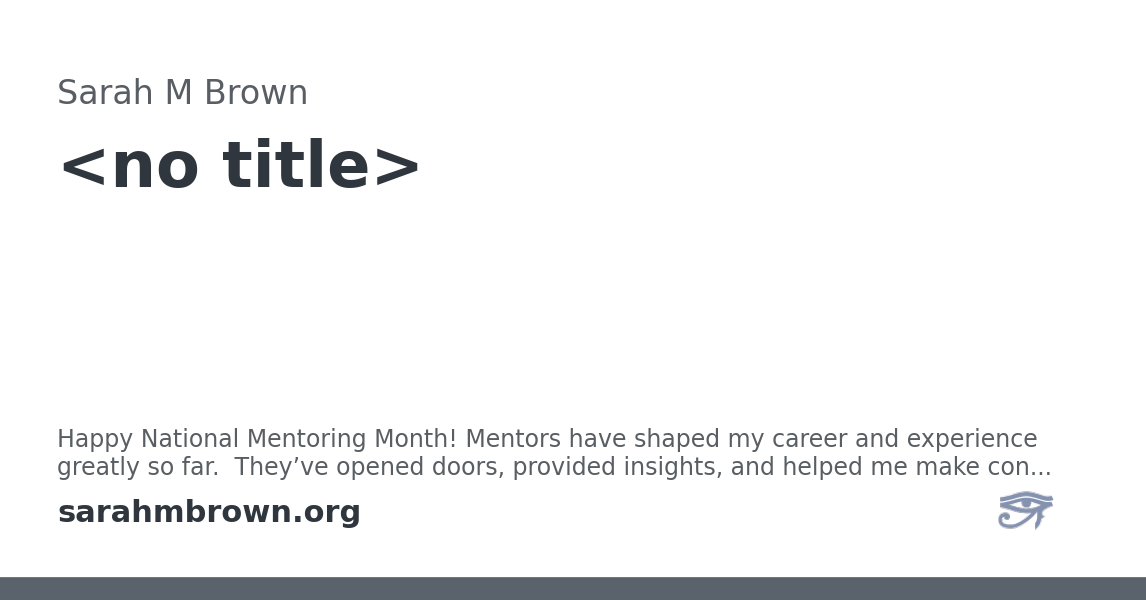 Sarah M Brown
<no title>
Happy National Mentoring Month! Mentors have shaped my career and experience
greatly so far.  They’ve opened doors, provided insights, and helped me make con...
sarahmbrown.org